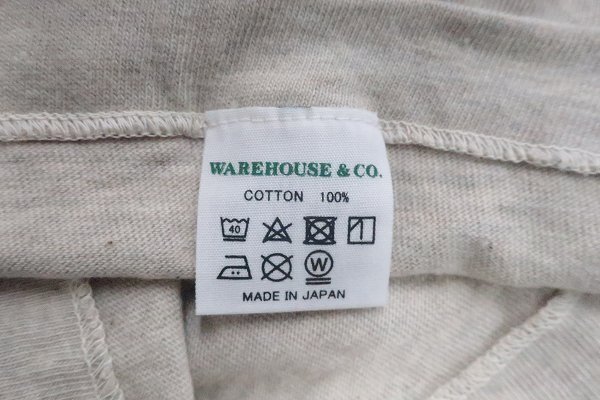 WAREHOUSE & CO.
COTTON 100%
40
W
MADE IN JAPAN